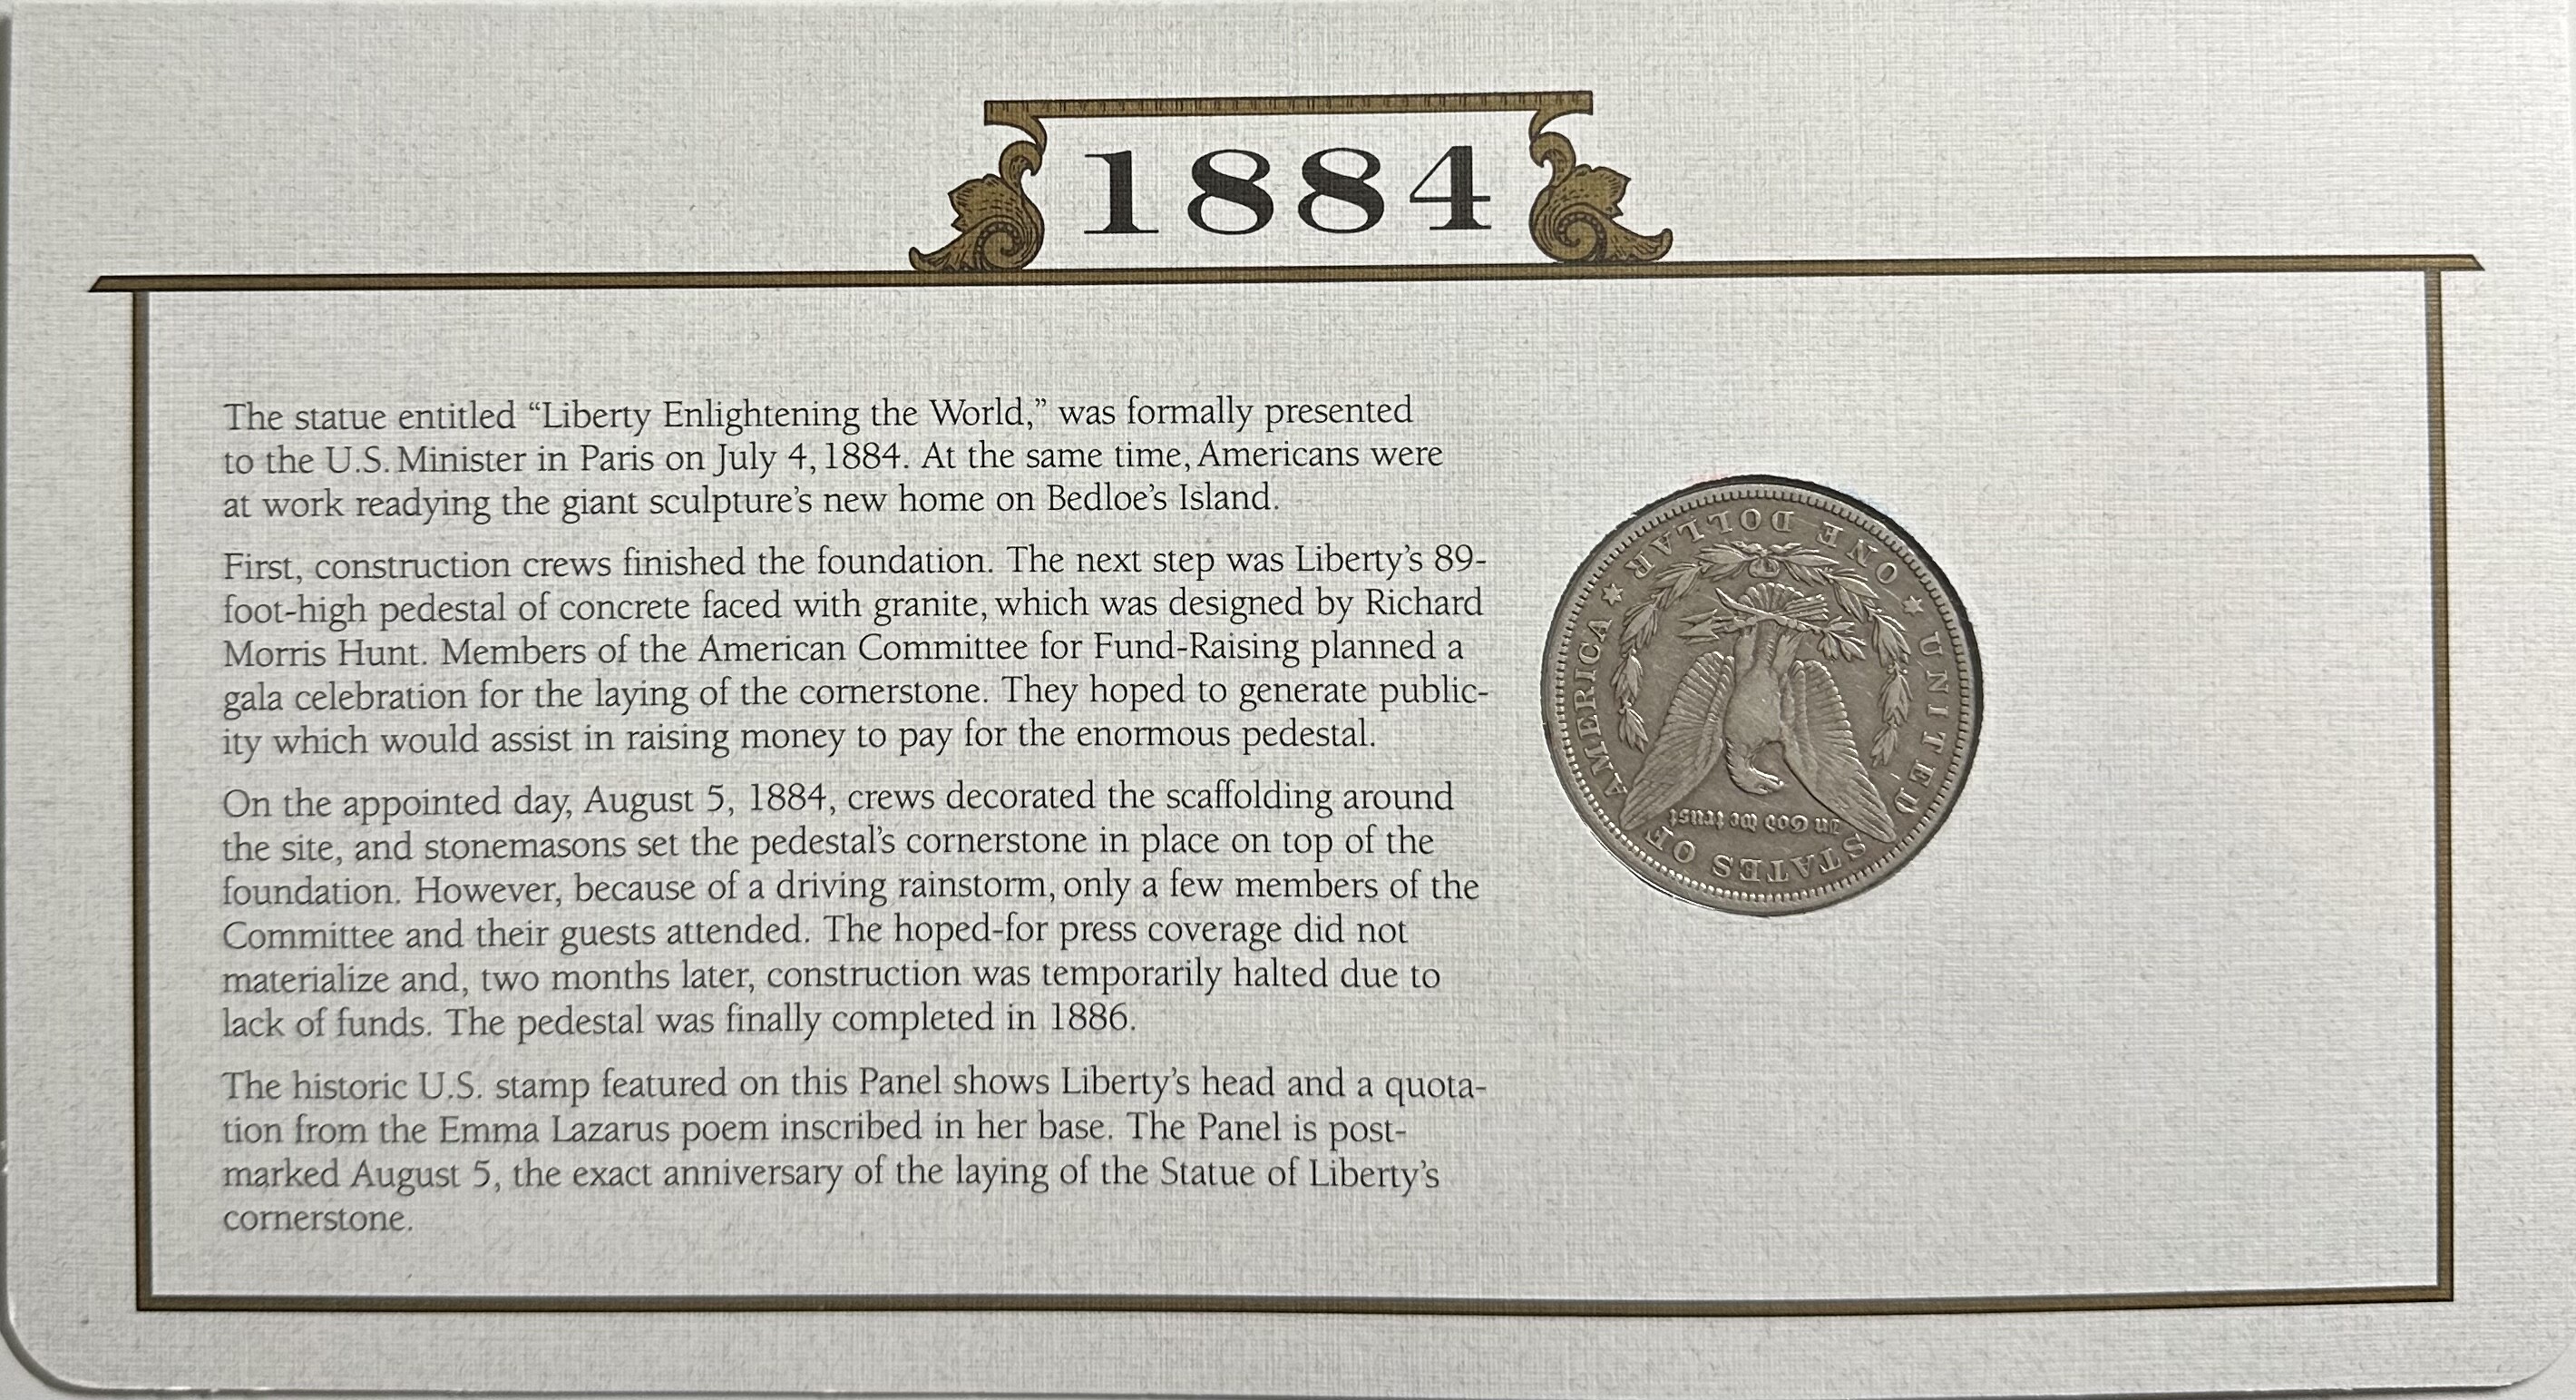 1884
The statue entitled “Liberty Enlightening the World,” was formally presented
to the U.S. Minister in Paris on July 4, 1884. At the same time, Americans were
at work readying the giant sculpture’s new home on Bedloe’s Island.
First, construction crews finished the foundation. The next step was Liberty’s 89-
foot-high pedestal of concrete faced with granite, which was designed by Richard
Morris Hunt. Members of the American Committee for Fund-Raising planned a
gala celebration for the laying of the cornerstone. They hoped to generate public-
ity which would assist in raising money to pay for the enormous pedestal.
On the appointed day, August 5, 1884, crews decorated the scaffolding around
the site, and stonemasons set the pedestal’s cornerstone in place on top of the
foundation. However, because of a driving rainstorm, only a few members of the
Committee and their guests attended. The hoped-for press coverage did not
materialize and, two months later, construction was temporarily halted due to
lack of funds. The pedestal was finally completed in 1886.
The historic U.S. stamp featured on this Panel shows Liberty’s head and a quota-
tion from the Emma Lazarus poem inscribed in her base. The Panel is post-
marked August 5, the exact anniversary of the laying of the Statue of Liberty’s
cornerstone.
UNITED STATES OF AMERICA
In God we trust
ONE DOLLAR